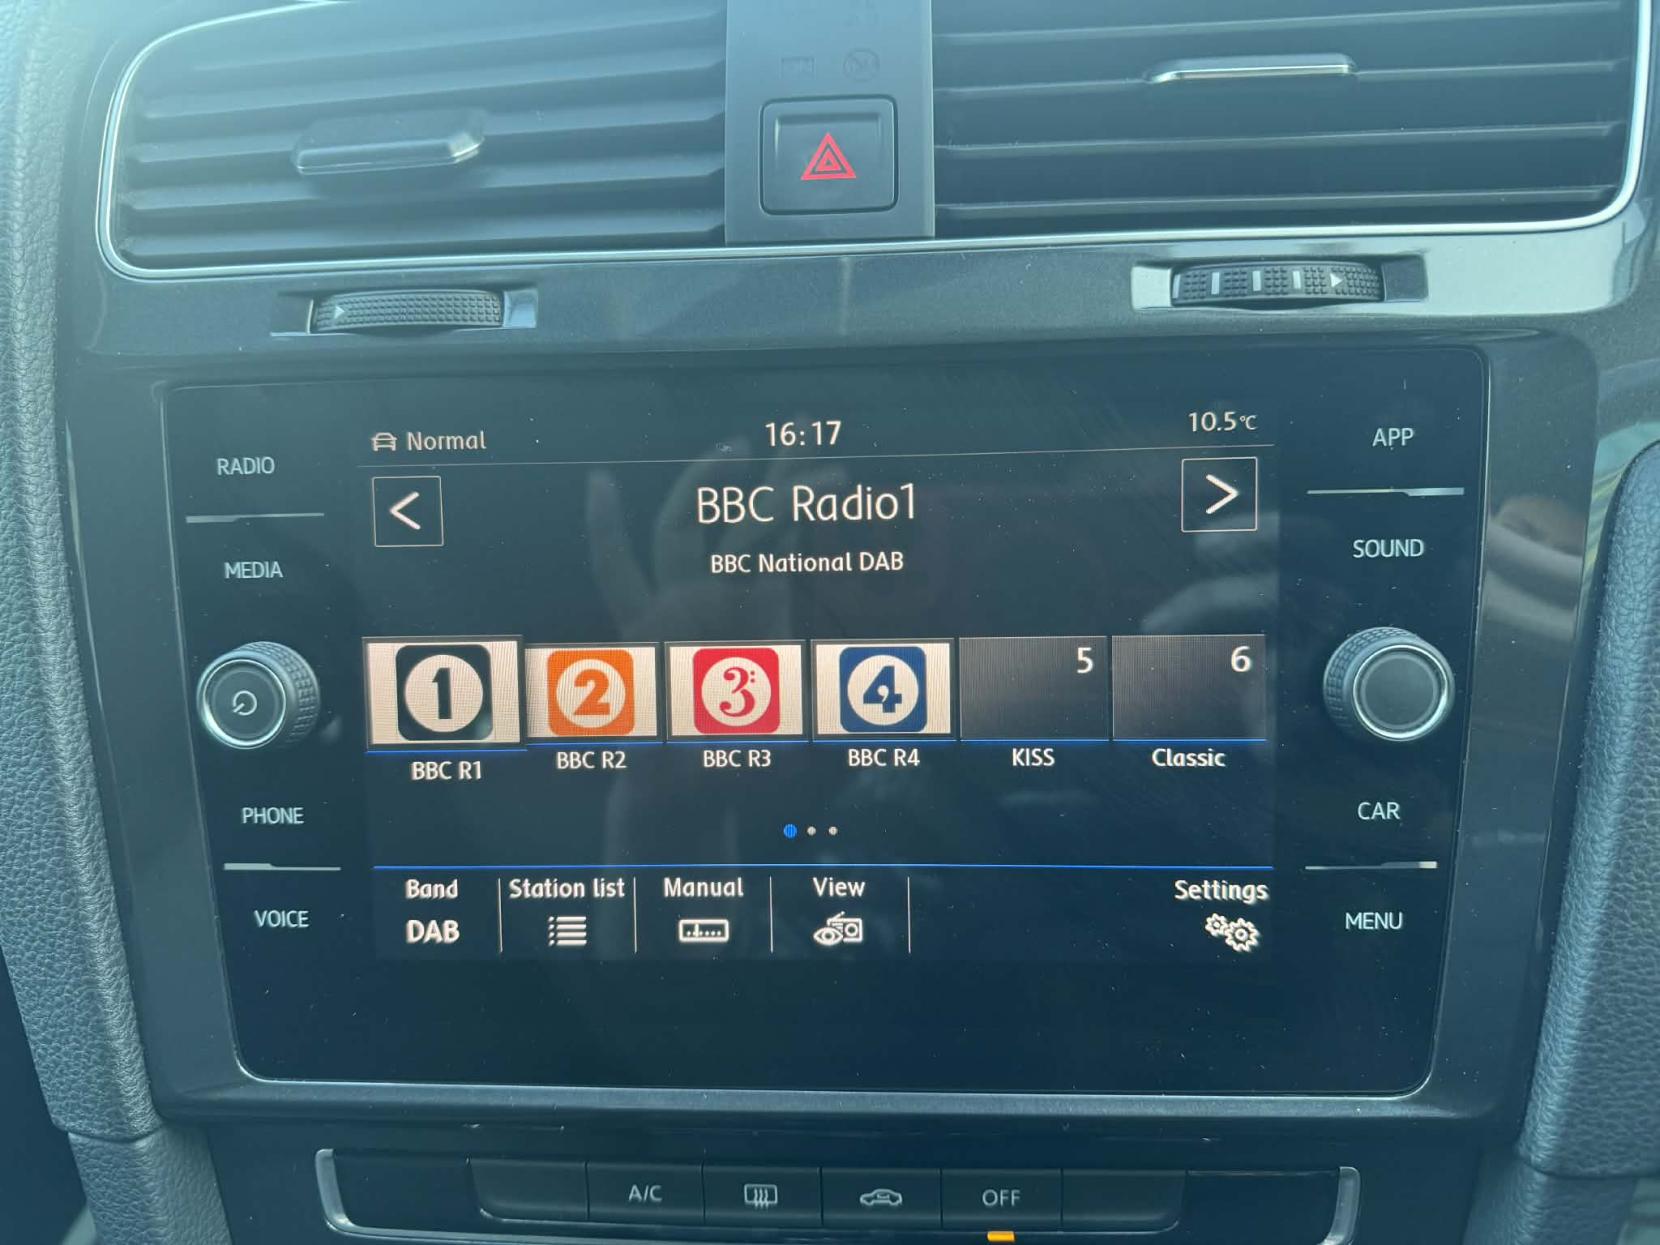 Normal
16:17
10.5°C
RADIO
MEDIA
PHONE
VOICE
<
BBC Radio1
>
BBC National DAB
1
2
3
4
5
6
BBC R1
BBC R2
BBC R3
BBC R4
KISS
Classic
Band
Station list
Manual
View
Settings
DAB
APP
SOUND
CAR
MENU
A/C
OFF